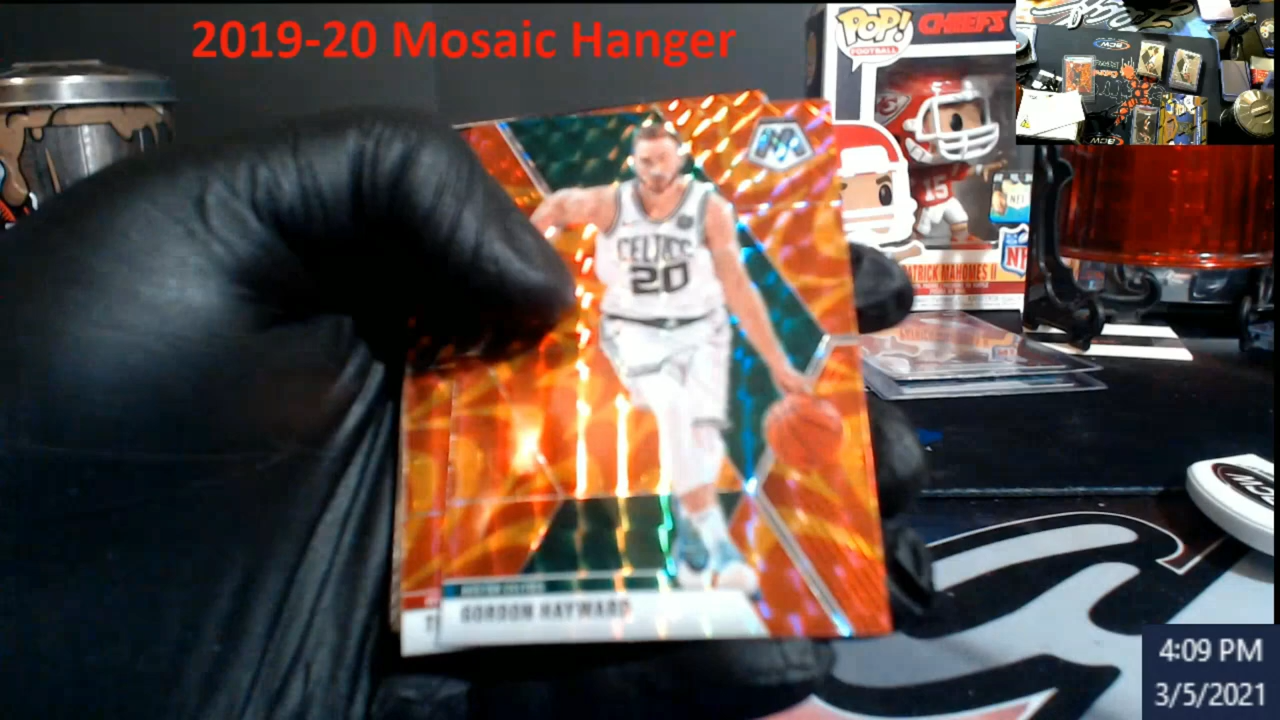 2019-20 Mosaic Hanger
POP!
FOOTBALL
CHIEFS
15
NFL
PATRICK MAHOMES II
CELTICS
20
GORDON HAYWARD
4:09 PM
3/5/2021